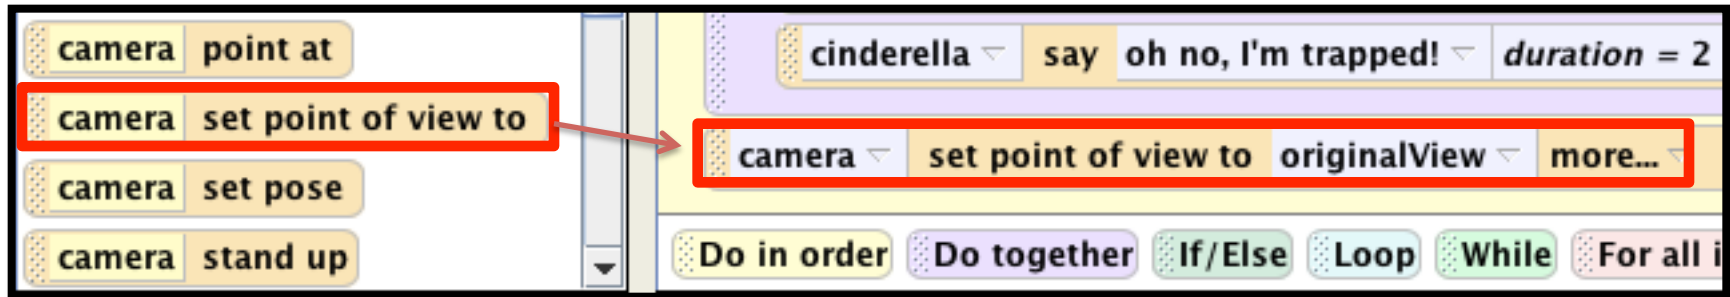 camera point at
camera set point of view to
camera set pose
camera stand up
cinderella say oh no, I'm trapped! duration = 2
camera set point of view to originalView more...
Do in order Do together If/Else Loop While For all i